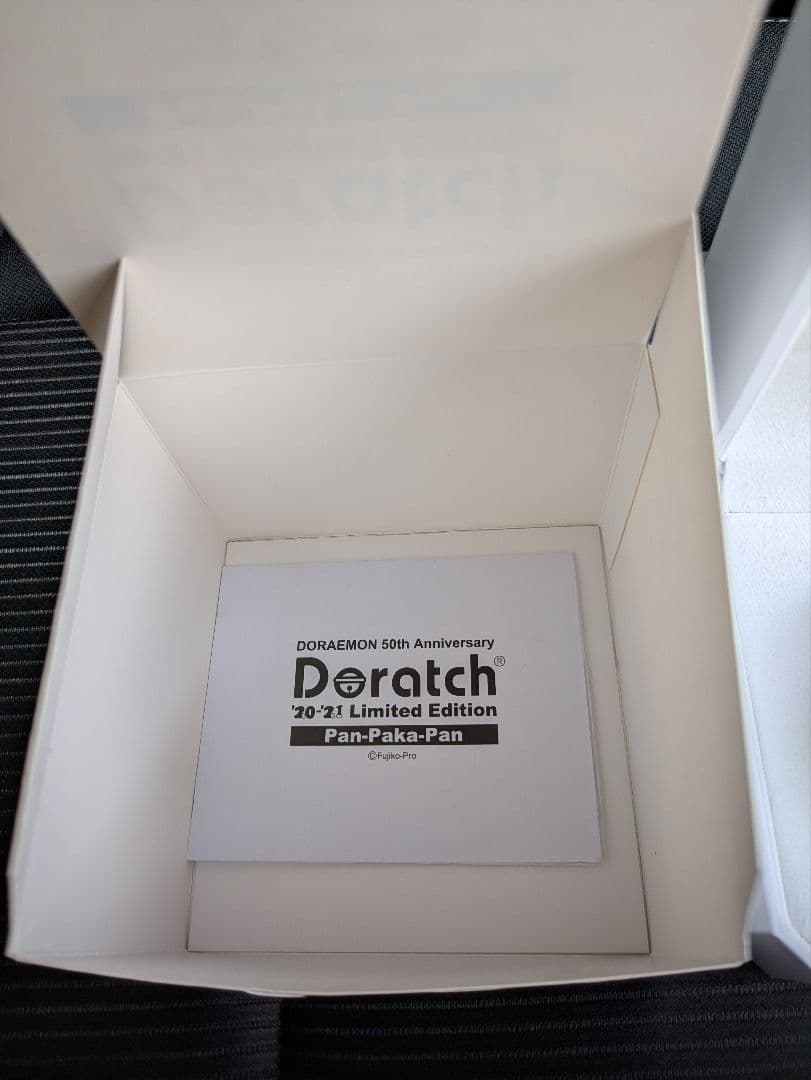 DORAEMON 50th Anniversary
Doratch®
'20-'21 Limited Edition
Pan-Paka-Pan
©Fujiko-Pro